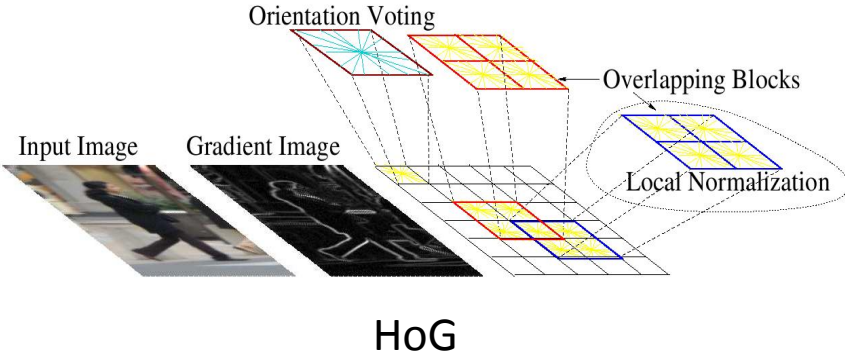 Orientation Voting
Overlapping Blocks
Input Image
Gradient Image
Local Normalization
HoG